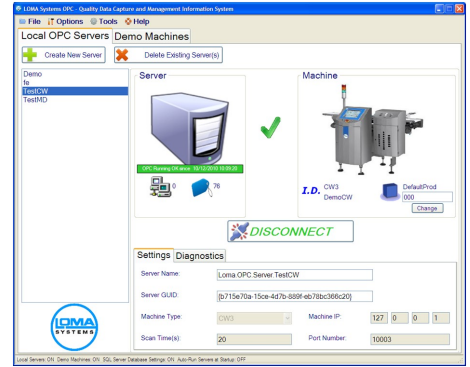 LOMA Systems OPC - Quality Data Capture and Management Information System
File Options Tools Help
Local OPC Servers Demo Machines
Create New Server Delete Existing Server(s)
Demo
fe
TestCW
TestMD
Server
OPC Running OK since 10/12/2010 10:09:25
0 76
Machine
I.D. CW3
DemoCW
DefaultProd
000
Change
DISCONNECT
Settings Diagnostics
Server Name: Loma.OPC.Server.TestCW
Server GUID: {b715e70a-15ce-4d7b-889f-eb78bc366c20}
Machine Type: CW3 Machine IP: 127 0 0 1
Scan Time(s): 20 Port Number: 10003
LOMA
SYSTEMS
Local Servers: ON Demo Machines: ON SQL Server Database Settings: ON Auto-Run Servers at Startup: OFF